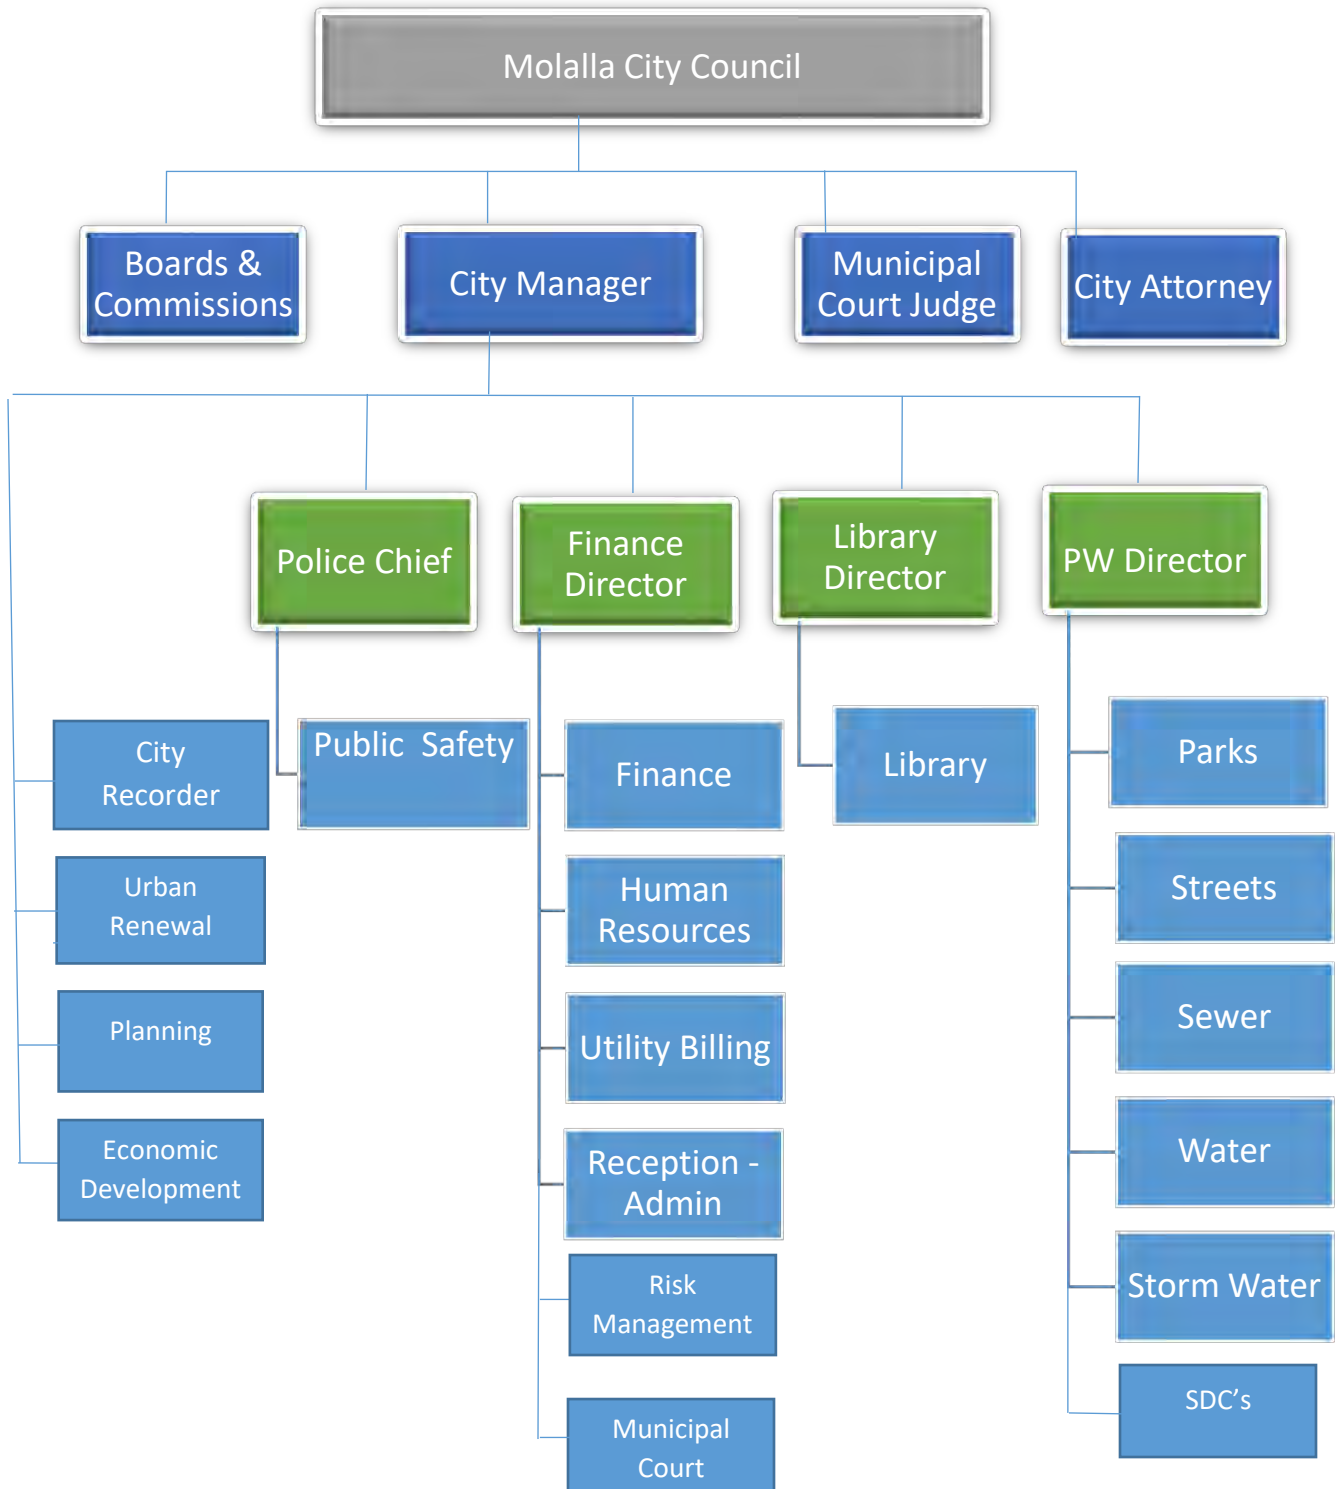 Molalla City Council
Boards &
Commissions
City Manager
Municipal
Court Judge
City Attorney
Police Chief
Finance
Director
Library
Director
PW Director
City
Recorder
Urban
Renewal
Planning
Economic
Development
Public  Safety
Finance
Human
Resources
Utility Billing
Reception -
Admin
Risk
Management
Municipal
Court
Library
Parks
Streets
Sewer
Water
Storm Water
SDC’s